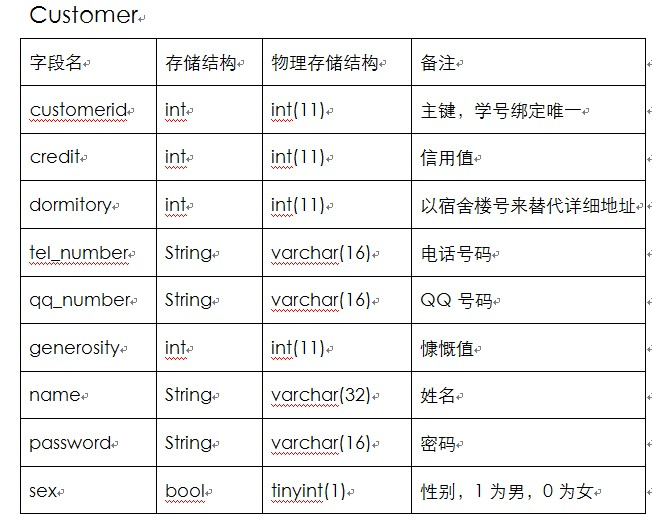 Customer
字段名 存储结构 物理存储结构 备注
customerid int int(11) 主键，学号绑定唯一
credit int int(11) 信用值
dormitory int int(11) 以宿舍楼号来替代详细地址
tel_number String varchar(16) 电话号码
qq_number String varchar(16) QQ 号码
generosity int int(11) 慷慨值
name String varchar(32) 姓名
password String varchar(16) 密码
sex bool tinyint(1) 性别，1 为男，0 为女